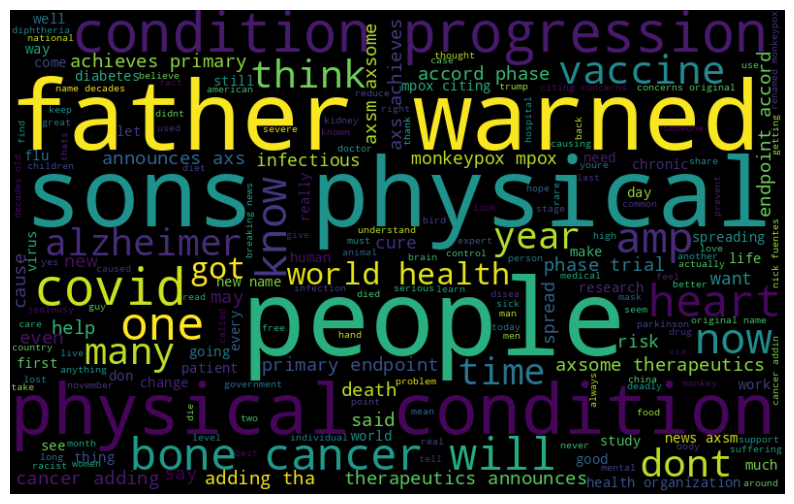 condition progression
father warned
sons physical
people
physical condition
bone cancer will
covid
many
one
got
world health
alzheimer
know
think
vaccine
year
amp
heart
now
time
dont
well
diphtheria
national
way
come
achieves primary
diabetes
believe
name decades
fact
still
american
keep
great
thats
used
didnt
let
flu
find
children
severe
kidney
known
doctor
diet
announces axs
infectious
axsm axsome
axs achieves
thought
case
reduce
trump
right
thank
back
hospital
causing
accord phase
mpox citing
citing concerns
concerns original
use
renamed monkeypox
someone
getting
endpoint accord
monkeypox mpox
need
chronic
youre
share
last
prevent
day
common
rare
hope
stage
decades old
virus
cause
new
yes
caused
jealousy
guy
care
even
country
help
first
take
live
lost
anything
breaking news
really
give
human
understand
must
animal
look
cure
bird
expert
brain
control
person
high
make
medical
spreading
love
another
life
actually
feel
better
want
nick fuentes
phase trial
research
disea
serious
learn
infection
died
sick
man
men
today
new name
read
called
may
every
going
patient
don
change
november
government
free
hand
primary endpoint
spread
axsome therapeutics
mask
seem
parkinson
drug
via
risk
original name
work
deadly
china
monkey
always
food
cancer addin
death
problem
point
said
world
mean
die
two
level
individual
real
tell
best
see
month
long
racist
women
thing
say
cancer adding
adding tha
therapeutics announces
never
study
if
good
mental
body
news axsm
support
suffering
much
around
health organization